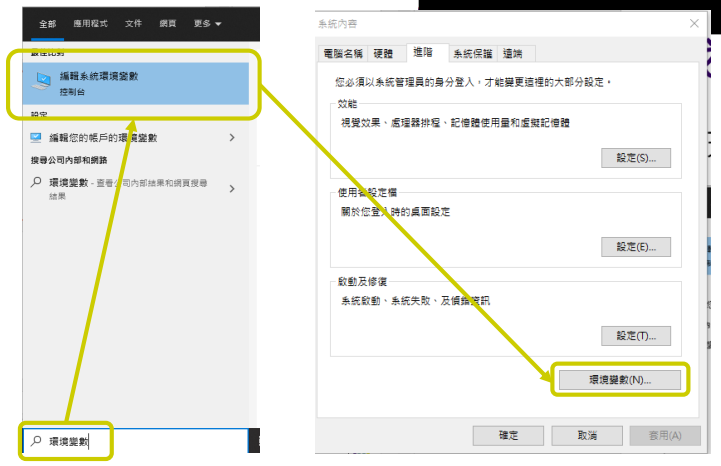 全部 應用程式 文件 網頁 更多
最佳比對
編輯系統環境變數
控制台
設定
編輯您的帳戶的環境變數
搜尋公司內部和網路
環境變數 - 查看公司內部結果和網頁搜尋
結果
環境變數
系統內容
電腦名稱 硬體 進階 系統保護 遠端
您必須以系統管理員的身分登入，才能變更這裡的大部分設定。
效能
視覺效果、處理器排程、記憶體使用量和虛擬記憶體
設定(S)...
使用者設定檔
關於您登入時的桌面設定
設定(E)...
啟動及修復
系統啟動、系統失敗、及偵錯資訊
設定(T)...
環境變數(N)...
確定 取消 套用(A)